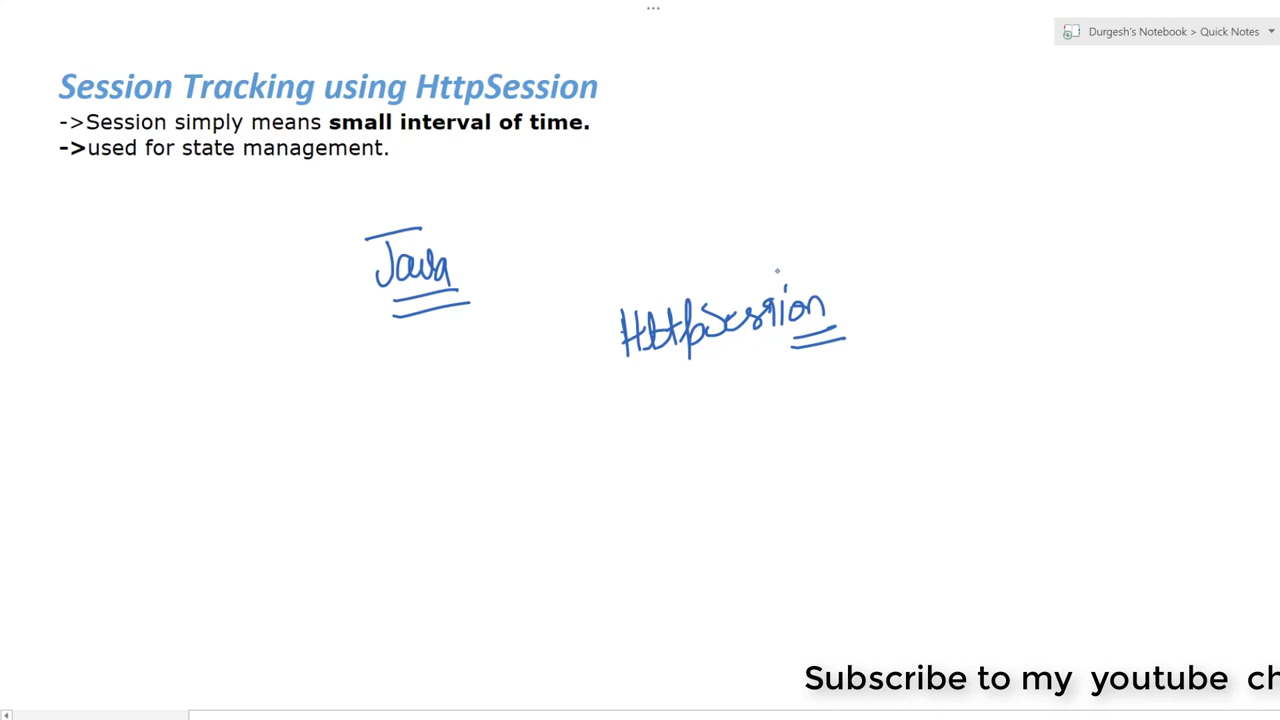 Durgesh's Notebook > Quick Notes
Session Tracking using HttpSession
->Session simply means small interval of time.
->used for state management.
Java
HttpSession
Subscribe to my youtube ch